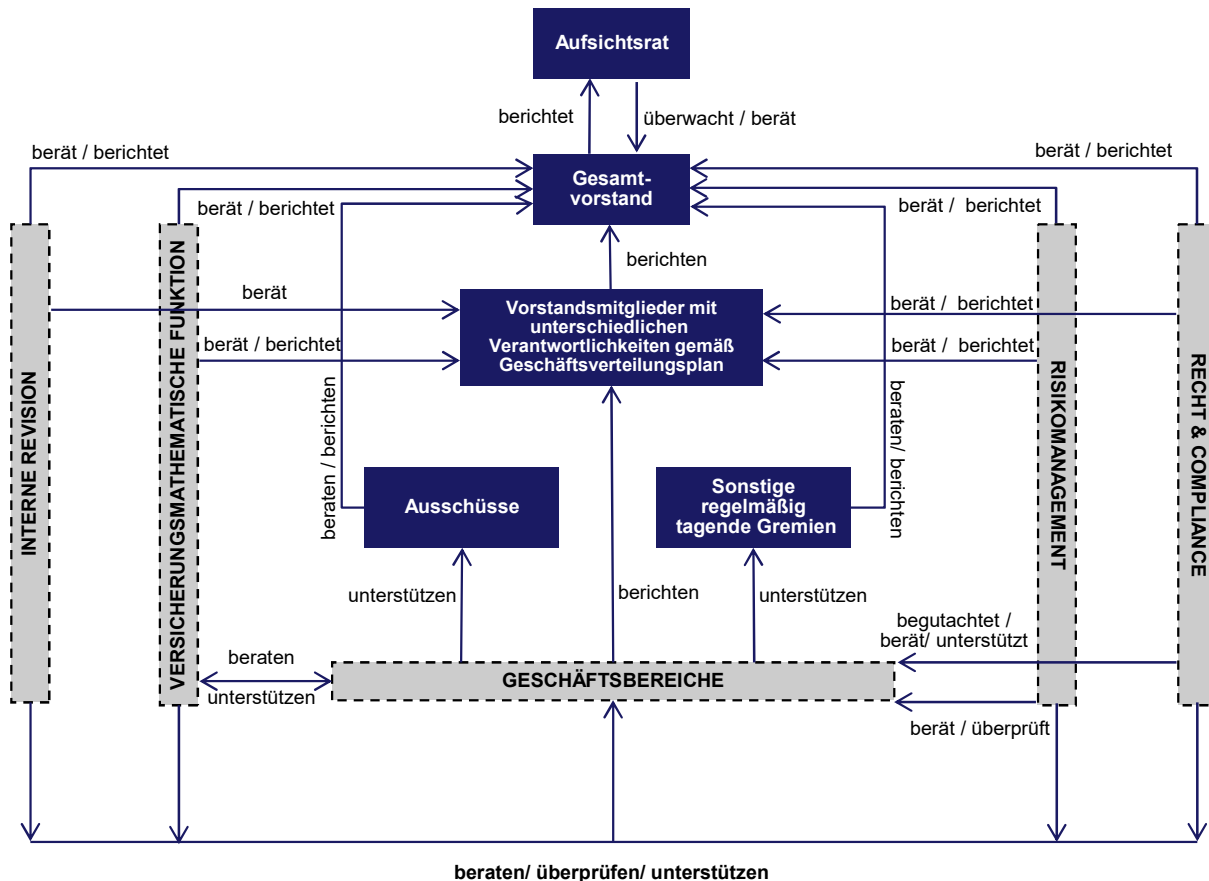 Aufsichtsrat
berichtet
überwacht / berät
berät / berichtet
berät / berichtet
Gesamt-
vorstand
berät / berichtet
berät /  berichtet
berichten
berät
Vorstandsmitglieder mit
unterschiedlichen
Verantwortlichkeiten gemäß
Geschäftsverteilungsplan
berät /  berichtet
berät / berichtet
berät /  berichtet
INTERNE REVISION
VERSICHERUNGSMATHEMATISCHE FUNKTION
beraten / berichten
Ausschüsse
Sonstige
regelmäßig
tagende Gremien
beraten/ berichten
RISIKOMANAGEMENT
RECHT & COMPLIANCE
unterstützen
berichten
unterstützen
begutachtet /
berät/ unterstützt
beraten
unterstützen
GESCHÄFTSBEREICHE
berät / überprüft
beraten/ überprüfen/ unterstützen